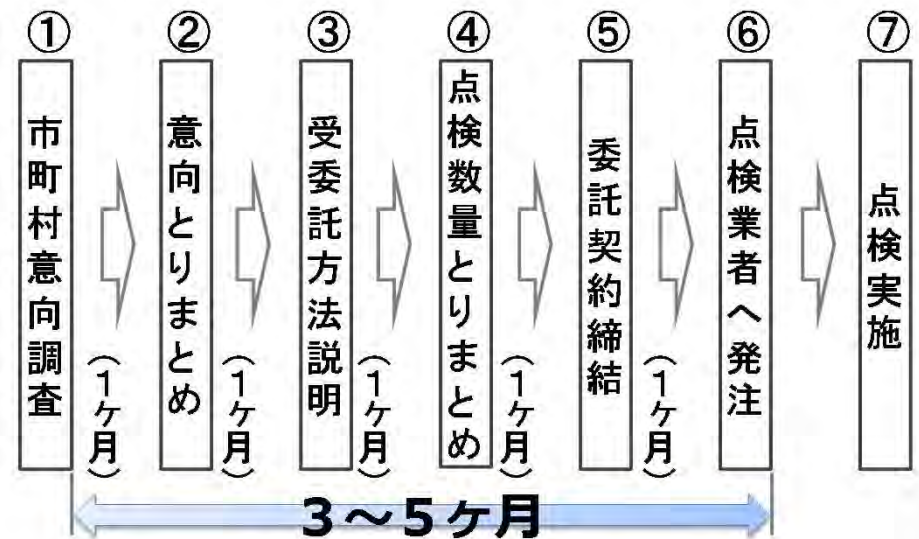 ①
市町村意向調査
(1ヶ月)
②
意向とりまとめ
(1ヶ月)
③
受委託方法説明
(1ヶ月)
④
点検数量とりまとめ
(1ヶ月)
⑤
委託契約締結
(1ヶ月)
⑥
点検業者へ発注
⑦
点検実施
3～5ヶ月